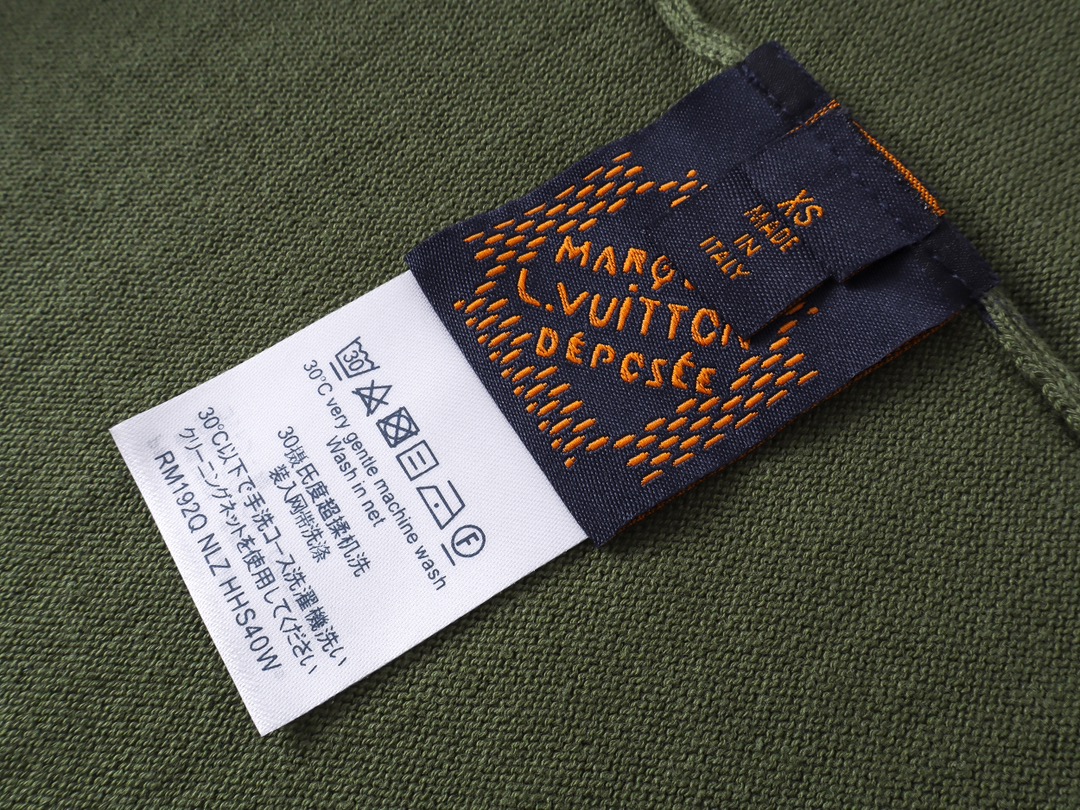 XS
MADE
IN
ITALY
L.VUITTON
DÉPOSÉE
30
F
30°C very gentle machine wash
Wash in net
30摄氏度超柔机洗
装入网带洗涤
30℃以下で手洗コース洗濯機洗い
クリーニングネットを使用してください
RM192Q NLZ HHS40W